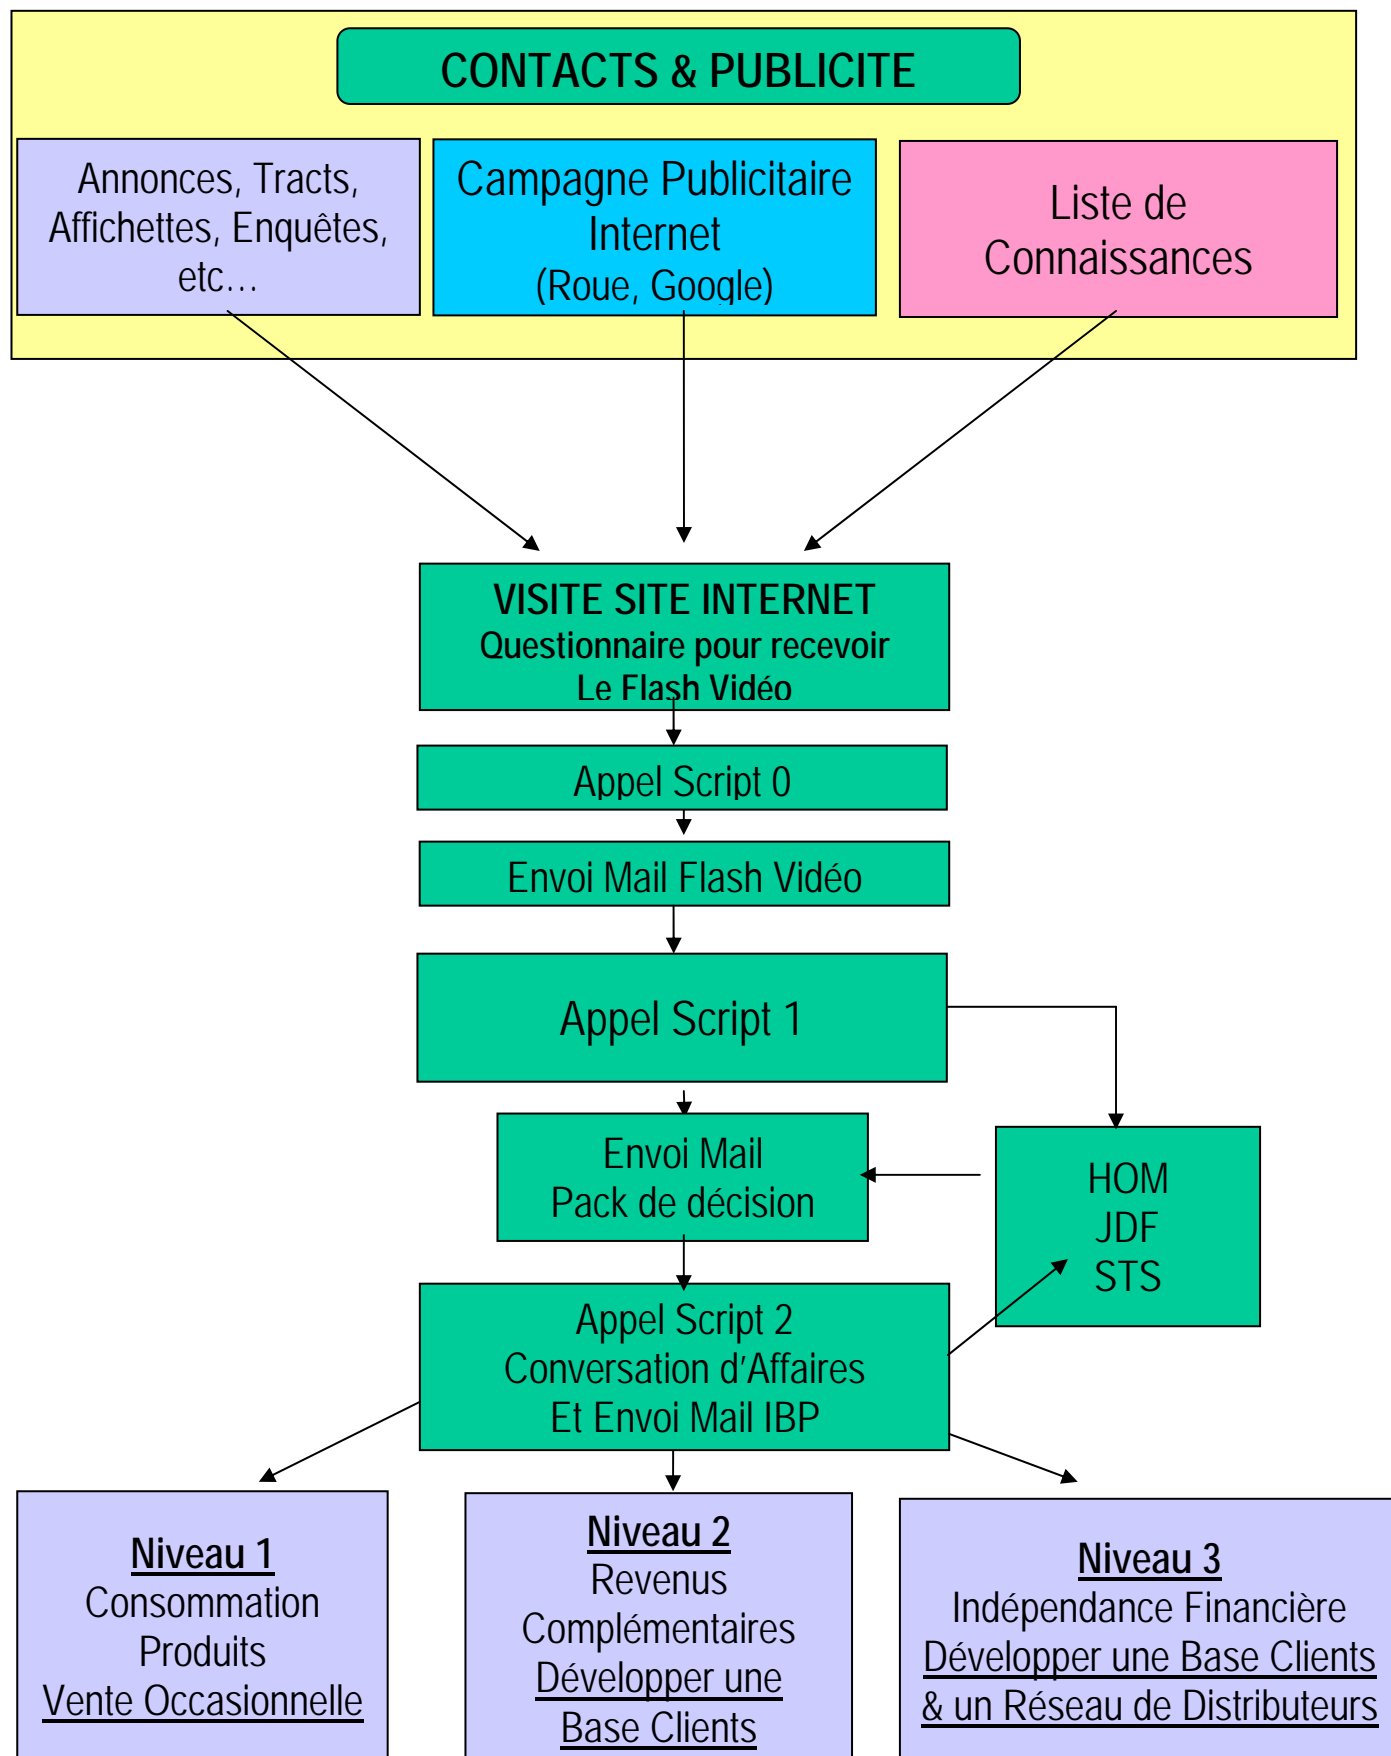 CONTACTS & PUBLICITE
Annonces, Tracts,
Affichettes, Enquêtes,
etc…
Campagne Publicitaire
Internet
(Roue, Google)
Liste de
Connaissances
VISITE SITE INTERNET
Questionnaire pour recevoir
Le Flash Vidéo
Appel Script 0
Envoi Mail Flash Vidéo
Appel Script 1
Envoi Mail
Pack de décision
HOM
JDF
STS
Appel Script 2
Conversation d’Affaires
Et Envoi Mail IBP
Niveau 1
Consommation
Produits
Vente Occasionnelle
Niveau 2
Revenus
Complémentaires
Développer une
Base Clients
Niveau 3
Indépendance Financière
Développer une Base Clients
& un Réseau de Distributeurs